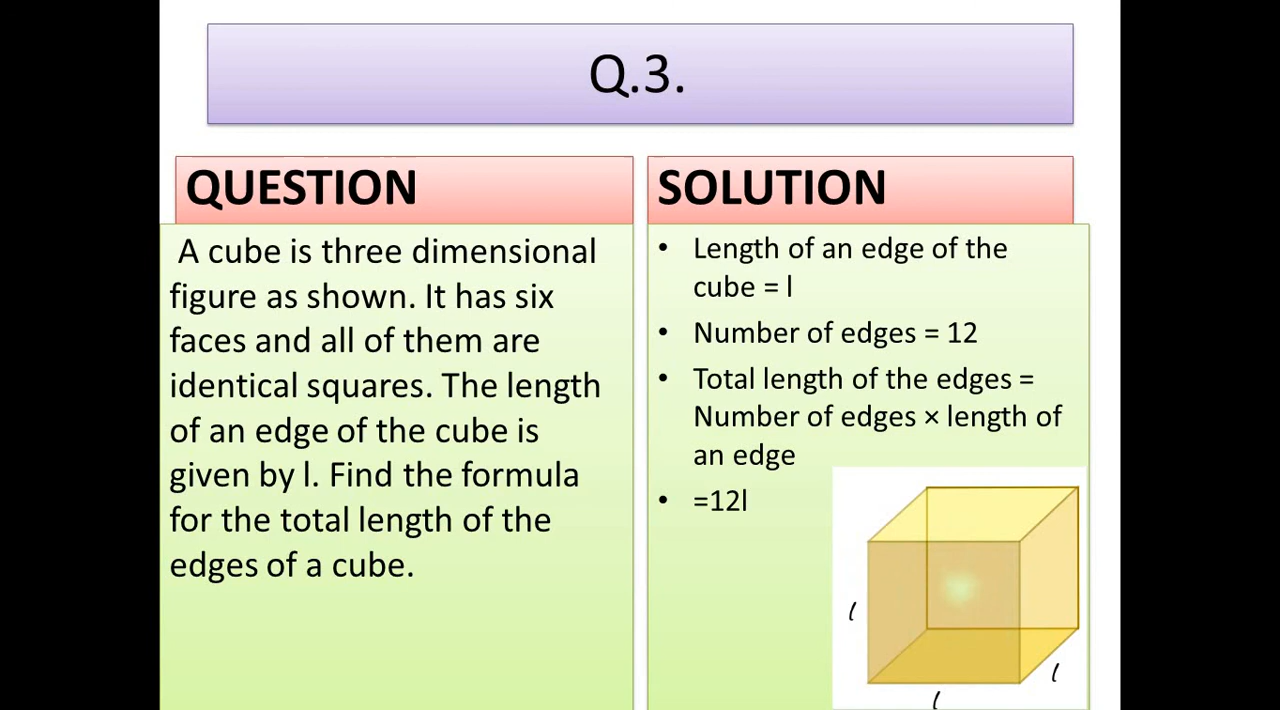 Q.3.
QUESTION
A cube is three dimensional
figure as shown. It has six
faces and all of them are
identical squares. The length
of an edge of the cube is
given by l. Find the formula
for the total length of the
edges of a cube.
SOLUTION
• Length of an edge of the
cube = l
• Number of edges = 12
• Total length of the edges =
Number of edges × length of
an edge
• =12l
l
l
l